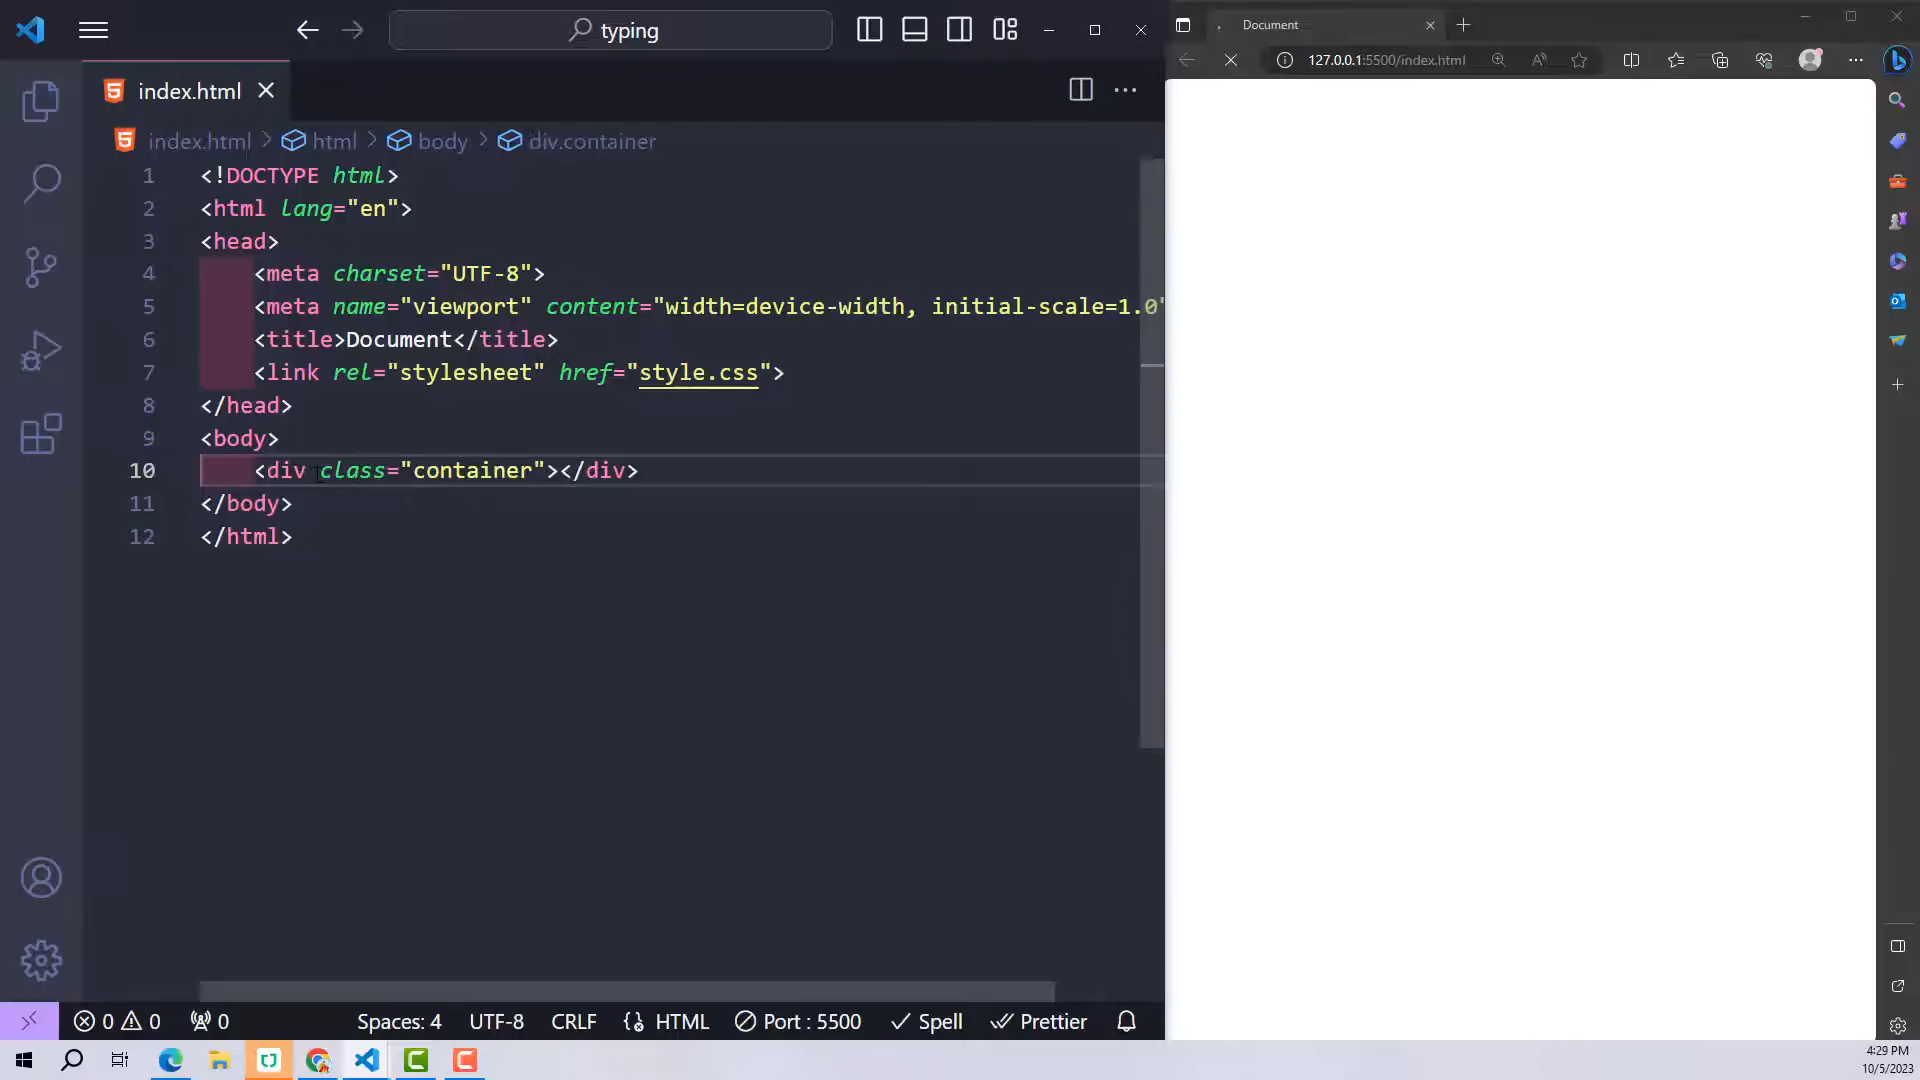 typing
Document
127.0.0.1:5500/index.html
index.html
index.html html body div.container
1 <!DOCTYPE html>
2 <html lang="en">
3 <head>
4 <meta charset="UTF-8">
5 <meta name="viewport" content="width=device-width, initial-scale=1.0"
6 <title>Document</title>
7 <link rel="stylesheet" href="style.css">
8 </head>
9 <body>
10 <div class="container"></div>
11 </body>
12 </html>
0 0 0 Spaces: 4 UTF-8 CRLF HTML Port : 5500 Spell Prettier
4:29 PM
10/5/2023